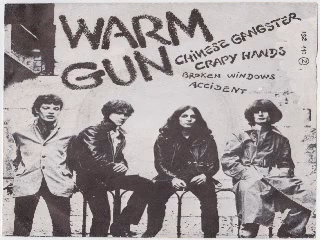 WARM
GUN
CHINESE GANGSTER
CRAPY HANDS
BROKEN WINDOWS
ACCIDENT